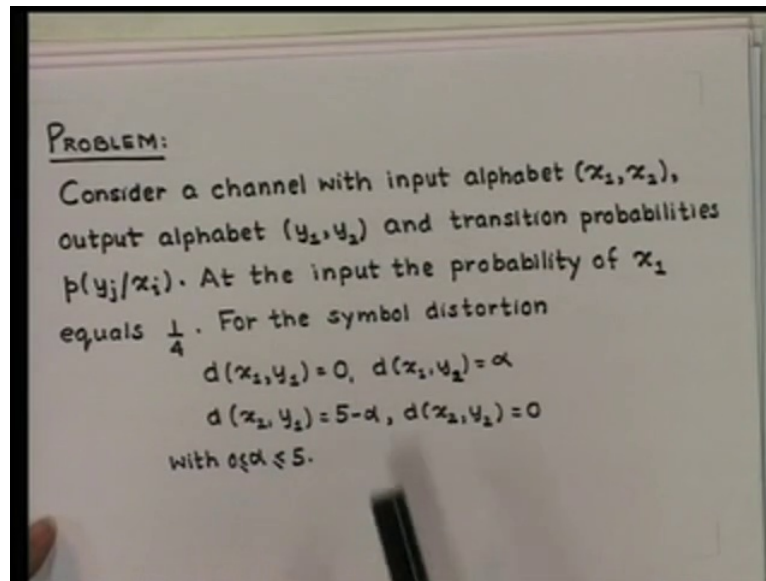 PROBLEM:
Consider a channel with input alphabet (x₁,x₂),
output alphabet (y₁,y₂) and transition probabilities
p(yⱼ/xᵢ). At the input the probability of x₁
equals 1/4. For the symbol distortion
d(x₁,y₁)=0, d(x₁,y₂)=α
d(x₂,y₁)=5-α, d(x₂,y₂)=0
with 0≤α≤5.